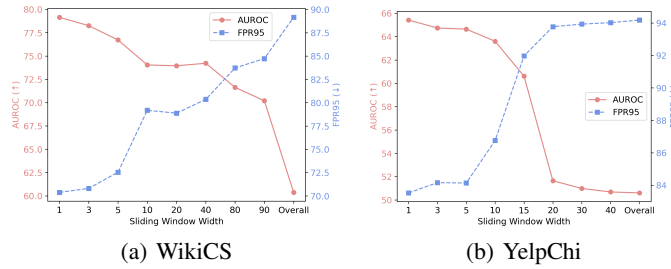 80.0
77.5
75.0
72.5
70.0
67.5
65.0
62.5
60.0
AUROC (↑)
AUROC
FPR95
90.0
87.5
85.0
82.5
80.0
77.5
75.0
72.5
70.0
FPR95 (↓)
1 3 5 10 20 40 80 90 Overall
Sliding Window Width
(a) WikiCS
66
64
62
60
58
56
54
52
50
AUROC (↑)
AUROC
FPR95
94
92
90
88
86
84
1 3 5 10 15 20 30 40 Overall
Sliding Window Width
(b) YelpChi